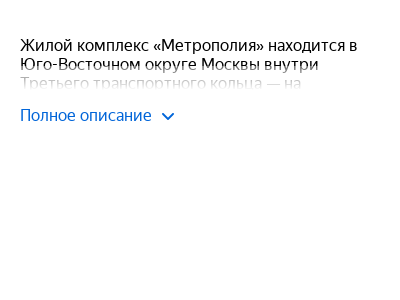 Жилой комплекс «Метрополия» находится в
Юго-Восточном округе Москвы внутри
Третьего транспортного кольца — на
Полное описание